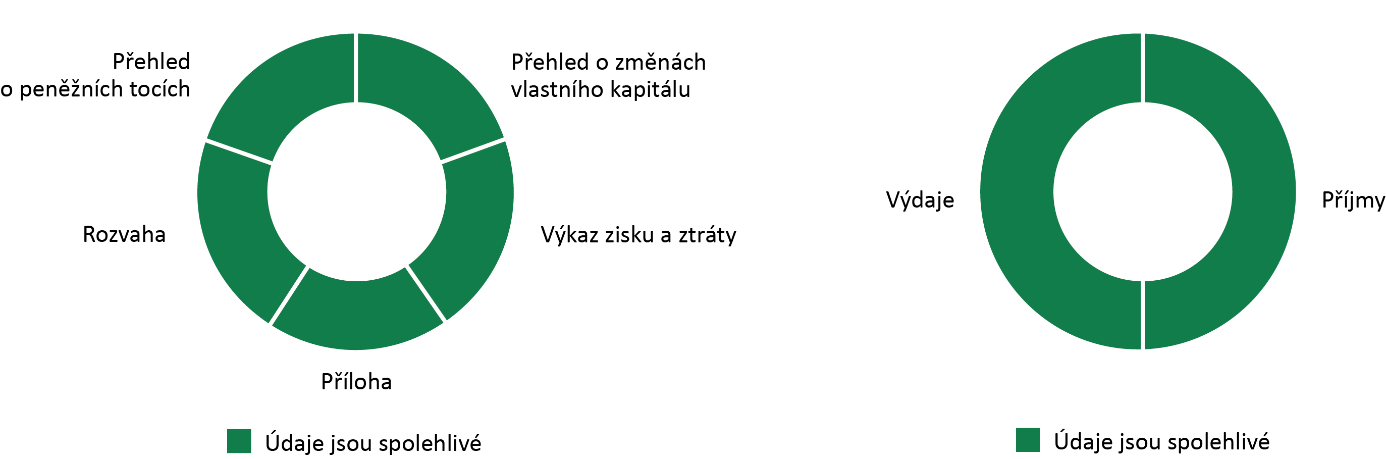 Přehled
o peněžních tocích
Přehled o změnách
vlastního kapitálu
Rozvaha
Výkaz zisku a ztráty
Příloha
Údaje jsou spolehlivé
Výdaje
Příjmy
Údaje jsou spolehlivé